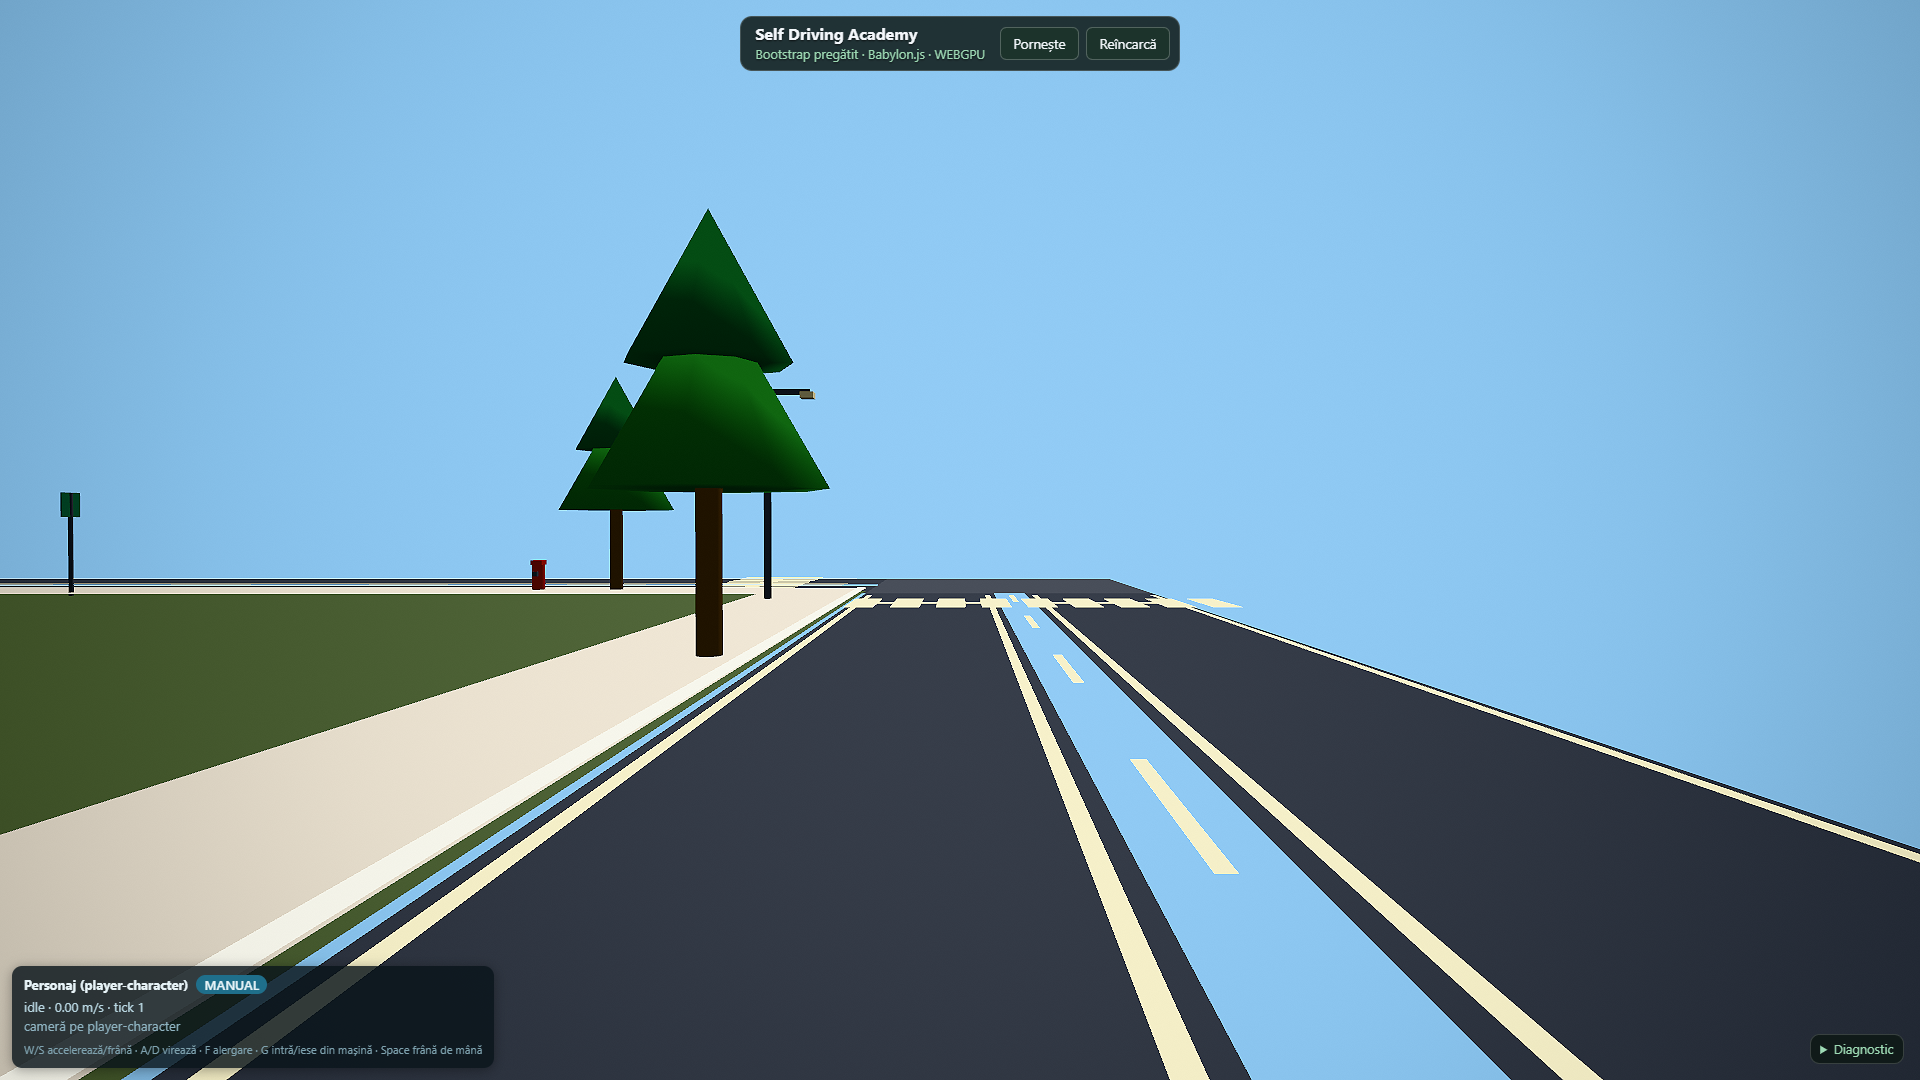 Self Driving Academy
Bootstrap pregătit · Babylon.js · WEBGPU
Pornește
Reîncarcă
Personaj (player-character) MANUAL
idle · 0.00 m/s · tick 1
cameră pe player-character
W/S accelerează/frână · A/D virează · F alergare · G intră/iese din mașină · Space frână de mână
▶ Diagnostic